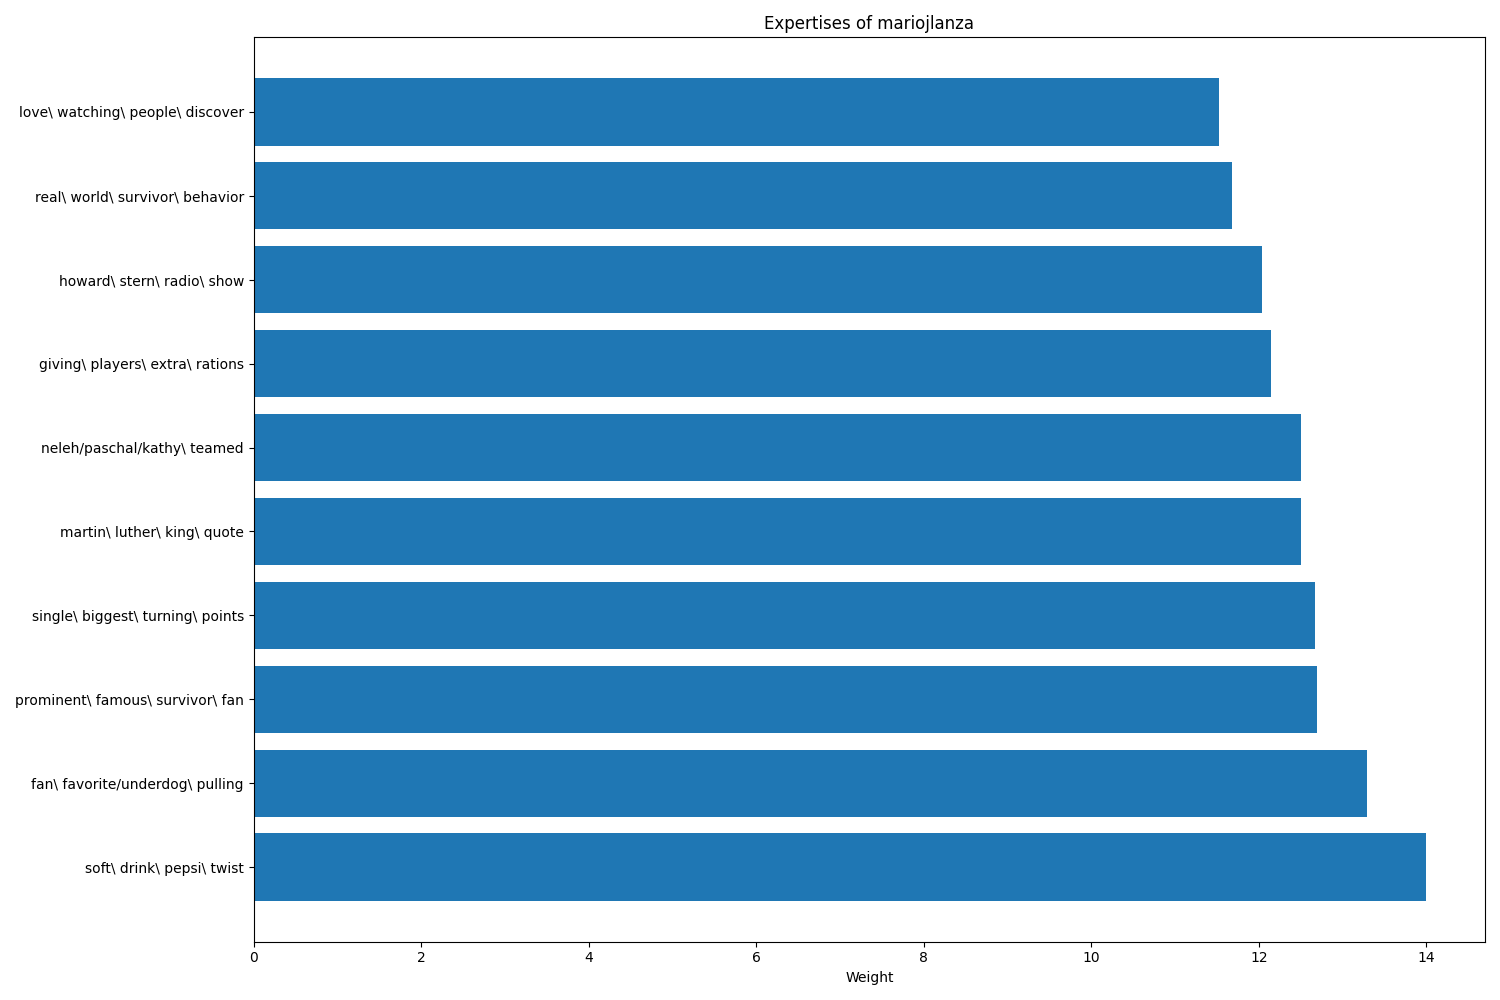 Expertises of mariojlanza
love\ watching\ people\ discover
real\ world\ survivor\ behavior
howard\ stern\ radio\ show
giving\ players\ extra\ rations
neleh/paschal/kathy\ teamed
martin\ luther\ king\ quote
single\ biggest\ turning\ points
prominent\ famous\ survivor\ fan
fan\ favorite/underdog\ pulling
soft\ drink\ pepsi\ twist
0 2 4 6 8 10 12 14
Weight